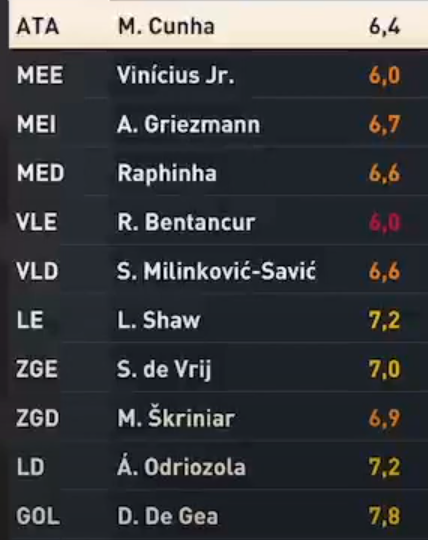 ATA M. Cunha 6,4
MEE Vinícius Jr. 6,0
MEI A. Griezmann 6,7
MED Raphinha 6,6
VLE R. Bentancur 6,0
VLD S. Milinković-Savić 6,6
LE L. Shaw 7,2
ZGE S. de Vrij 7,0
ZGD M. Škriniar 6,9
LD Á. Odriozola 7,2
GOL D. De Gea 7,8